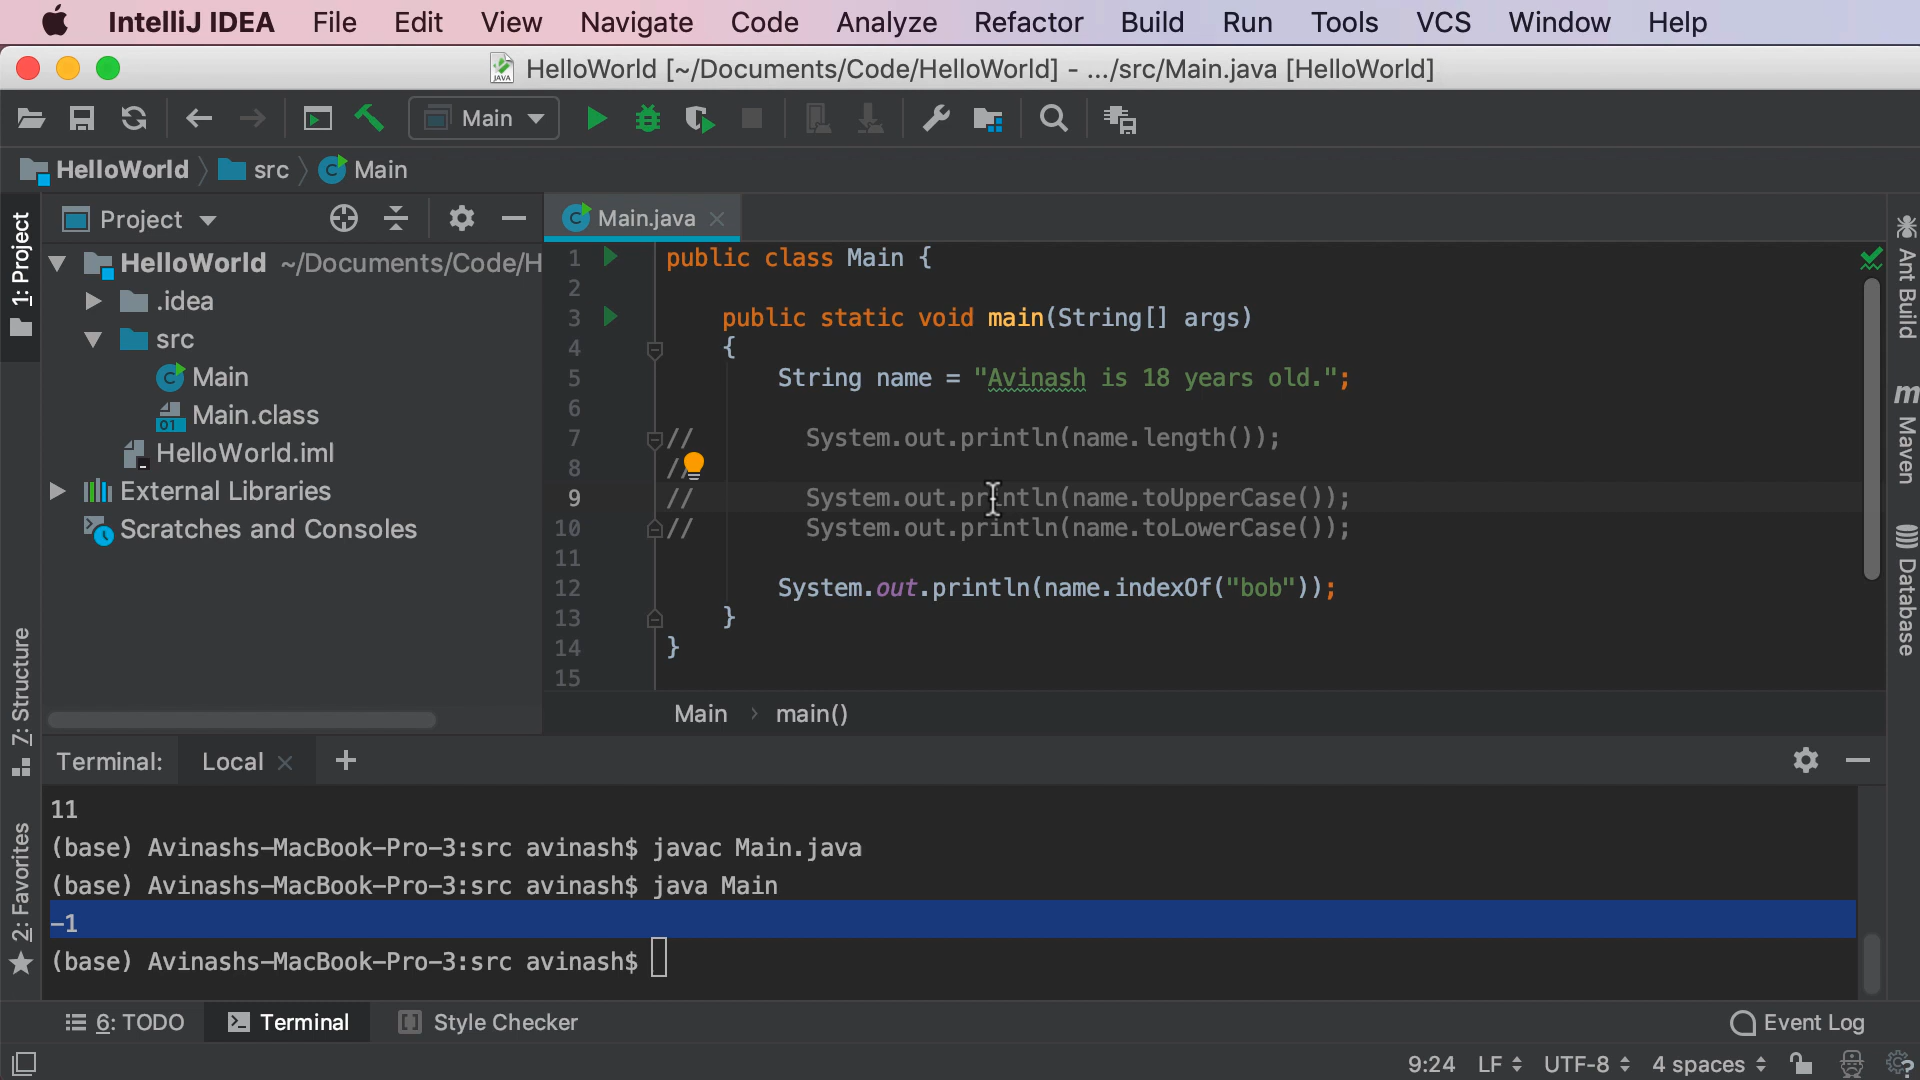 IntelliJ IDEA File Edit View Navigate Code Analyze Refactor Build Run Tools VCS Window Help
HelloWorld [~/Documents/Code/HelloWorld] - .../src/Main.java [HelloWorld]
Main
HelloWorld src Main
1: Project
Project
Main.java
HelloWorld ~/Documents/Code/H
.idea
src
Main
Main.class
HelloWorld.iml
External Libraries
Scratches and Consoles
1 public class Main {
2
3 public static void main(String[] args)
4 {
5 String name = "Avinash is 18 years old.";
6
7 // System.out.println(name.length());
8 //
9 // System.out.println(name.toUpperCase());
10 // System.out.println(name.toLowerCase());
11
12 System.out.println(name.indexOf("bob"));
13 }
14 }
15
Main › main()
Ant Build
m Maven
Database
7: Structure
2: Favorites
Terminal: Local +
11
(base) Avinashs-MacBook-Pro-3:src avinash$ javac Main.java
(base) Avinashs-MacBook-Pro-3:src avinash$ java Main
-1
(base) Avinashs-MacBook-Pro-3:src avinash$
6: TODO Terminal Style Checker Event Log
9:24 LF UTF-8 4 spaces